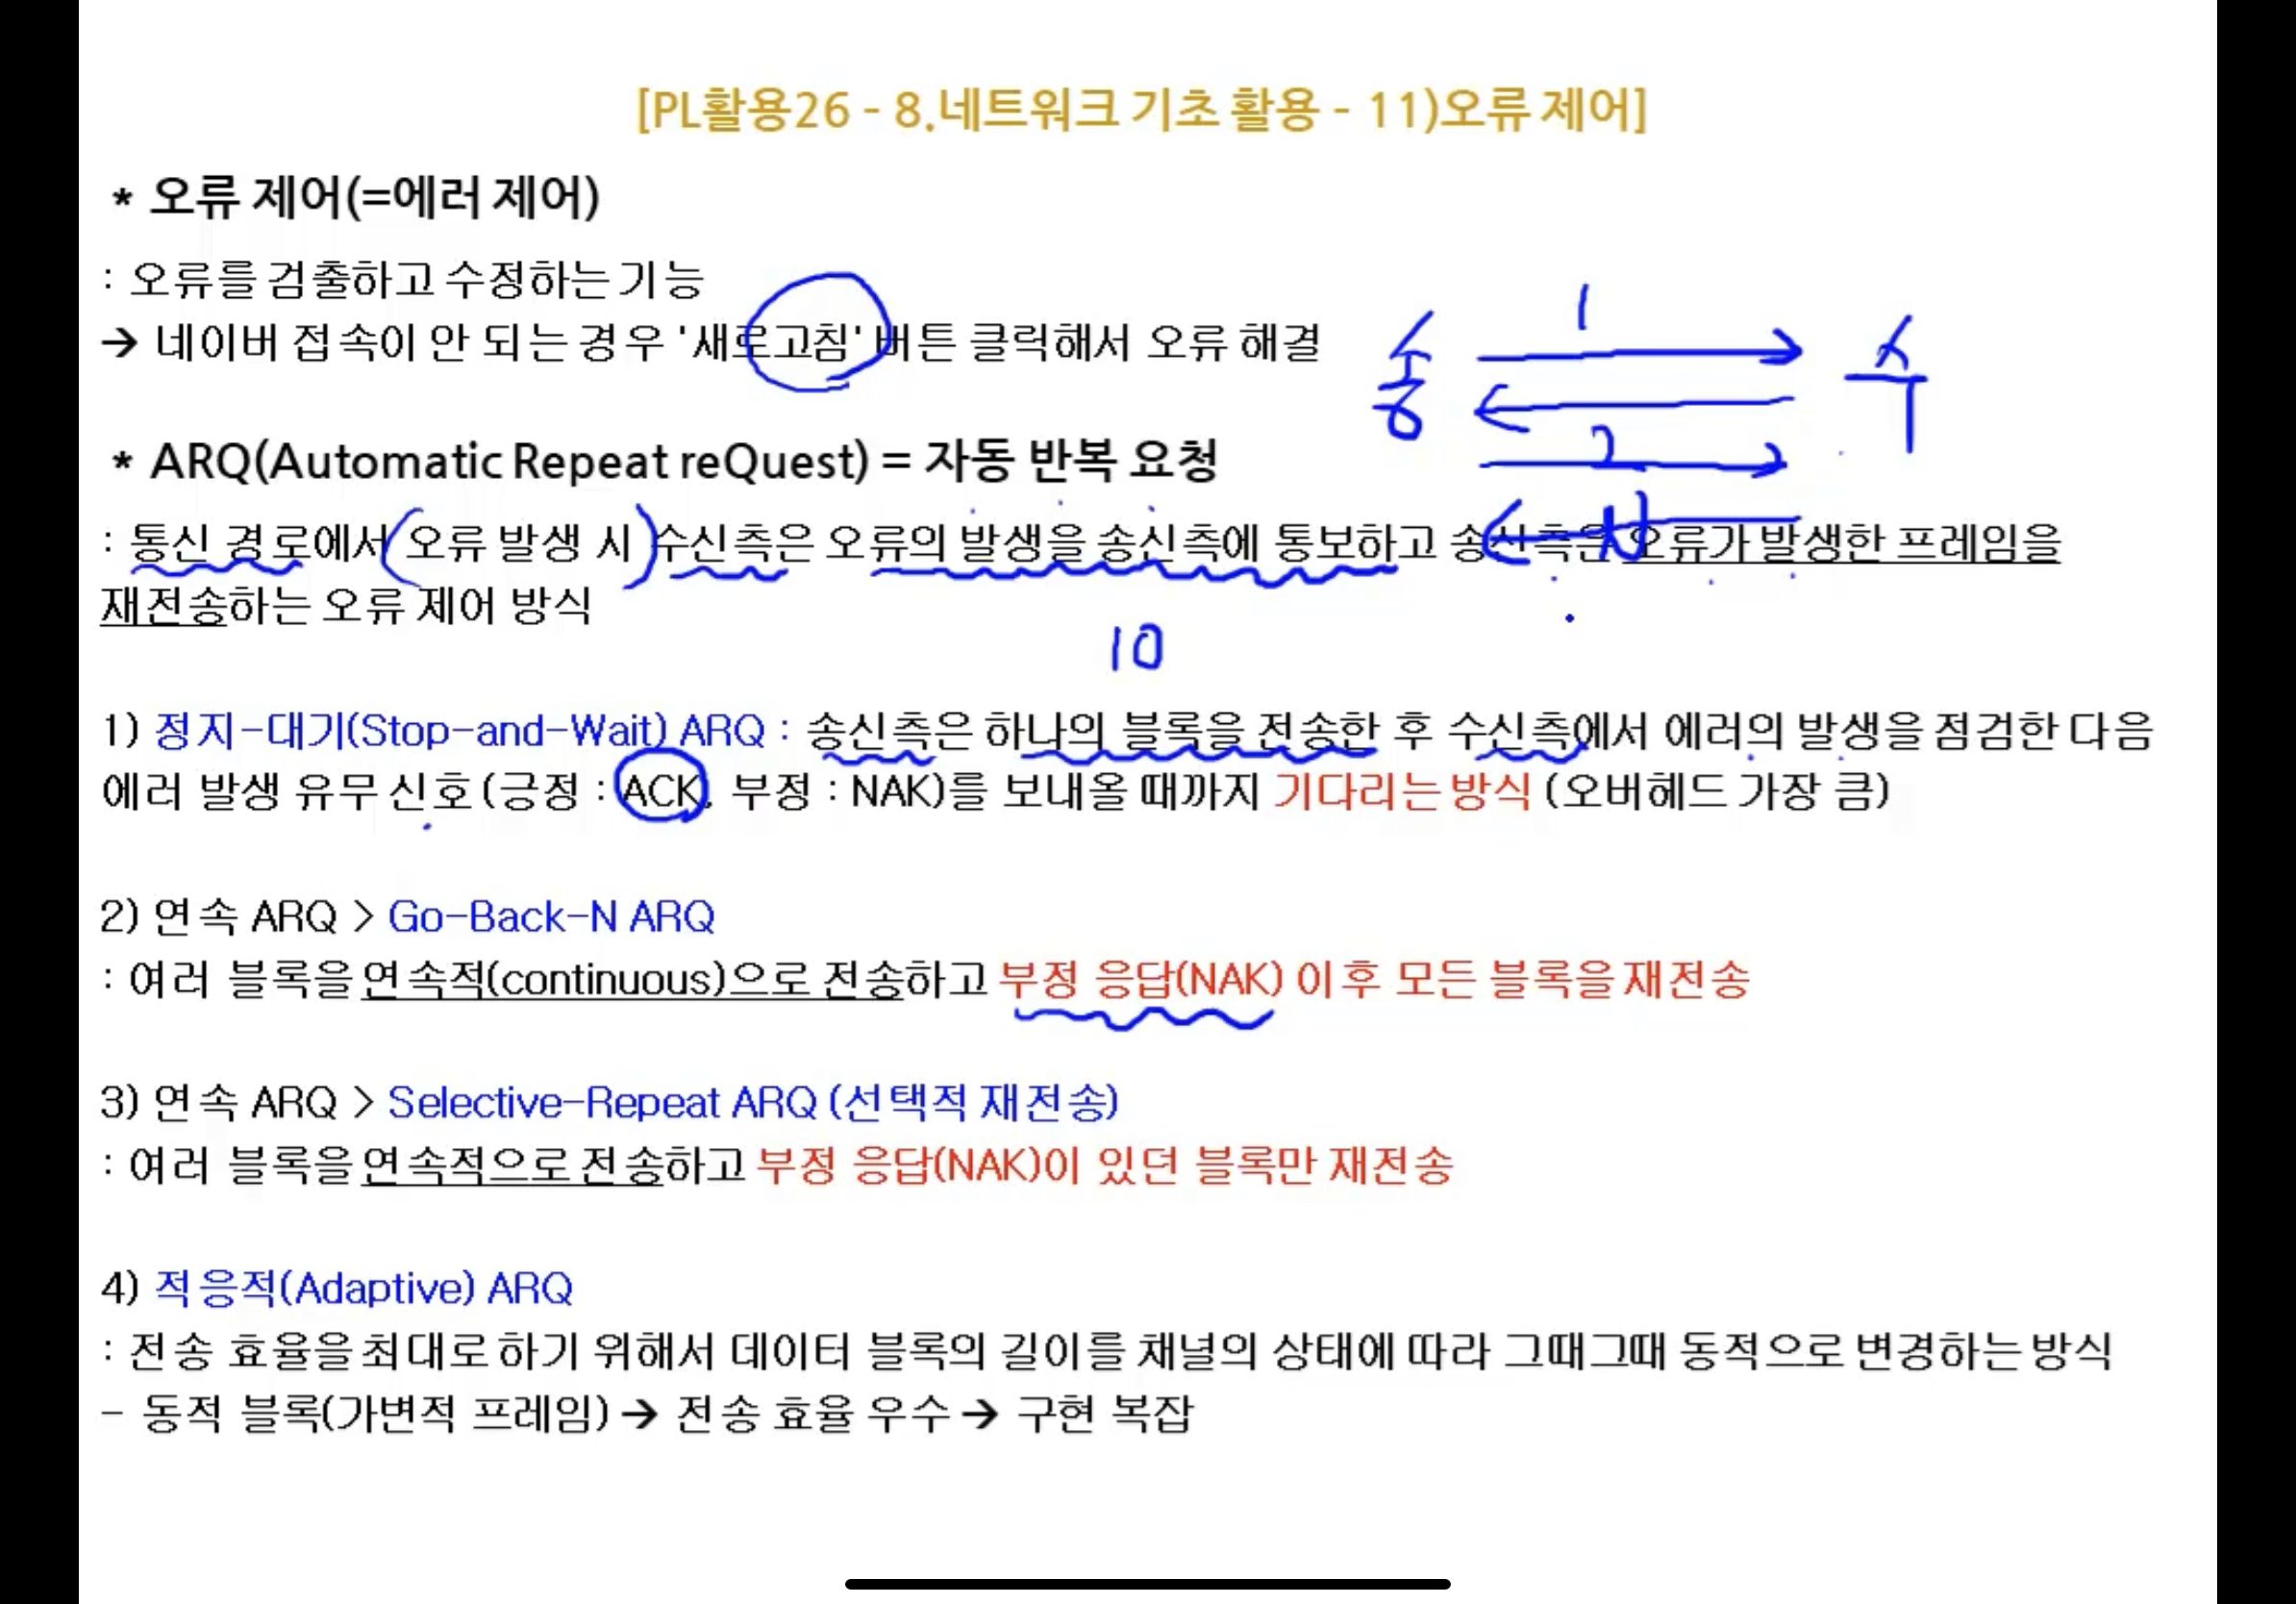 [PL활용26 - 8.네트워크 기초 활용 - 11)오류 제어]
* 오류 제어(=에러 제어)
: 오류를 검출하고 수정하는 기능
→ 네이버 접속이 안 되는 경우 '새로고침' 버튼 클릭해서 오류 해결
송 1 수
2
* ARQ(Automatic Repeat reQuest) = 자동 반복 요청
N
: 통신 경로에서 오류 발생 시 수신측은 오류의 발생을 송신측에 통보하고 송신측은 오류가 발생한 프레임을
재전송하는 오류 제어 방식
10
1) 정지-대기(Stop-and-Wait) ARQ : 송신측은 하나의 블록을 전송한 후 수신측에서 에러의 발생을 점검한 다음
에러 발생 유무 신호 (긍정 : ACK, 부정 : NAK)를 보내올 때까지 기다리는 방식 (오버헤드 가장 큼)
2) 연속 ARQ > Go-Back-N ARQ
: 여러 블록을 연속적(continuous)으로 전송하고 부정 응답(NAK) 이후 모든 블록을 재전송
3) 연속 ARQ > Selective-Repeat ARQ (선택적 재전송)
: 여러 블록을 연속적으로 전송하고 부정 응답(NAK)이 있던 블록만 재전송
4) 적응적(Adaptive) ARQ
: 전송 효율을 최대로 하기 위해서 데이터 블록의 길이를 채널의 상태에 따라 그때그때 동적으로 변경하는 방식
- 동적 블록(가변적 프레임) → 전송 효율 우수 → 구현 복잡